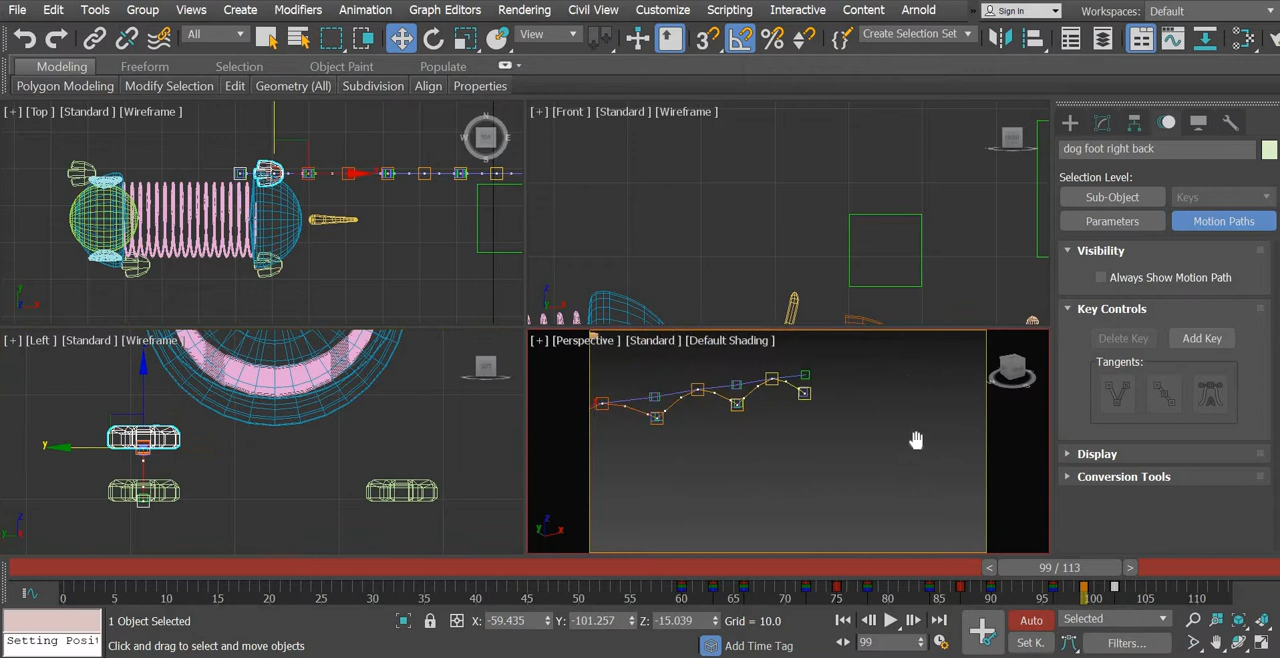 File Edit Tools Group Views Create Modifiers Animation Graph Editors Rendering Civil View Customize Scripting Interactive Content Arnold » Sign In Workspaces: Default
All View Create Selection Set
Modeling Freeform Selection Object Paint Populate
Polygon Modeling Modify Selection Edit Geometry (All) Subdivision Align Properties
[+] [Top] [Standard ] [Wireframe ]
[+] [Front] [Standard ] [Wireframe ]
dog foot right back
Selection Level:
Sub-Object Keys
Parameters Motion Paths
Visibility
Always Show Motion Path
Key Controls
Delete Key Add Key
Tangents:
Display
Conversion Tools
[+] [Left ] [Standard ] [Wireframe ]
[+] [Perspective ] [Standard ] [Default Shading ]
< 99 / 113 >
0 5 10 15 20 25 30 35 40 45 50 55 60 65 70 75 80 85 90 95 100 105 110
1 Object Selected X: -59.435 Y: -101.257 Z: -15.039 Grid = 10.0 Auto Selected
Setting Posit Click and drag to select and move objects Add Time Tag 99 Set K. Filters...